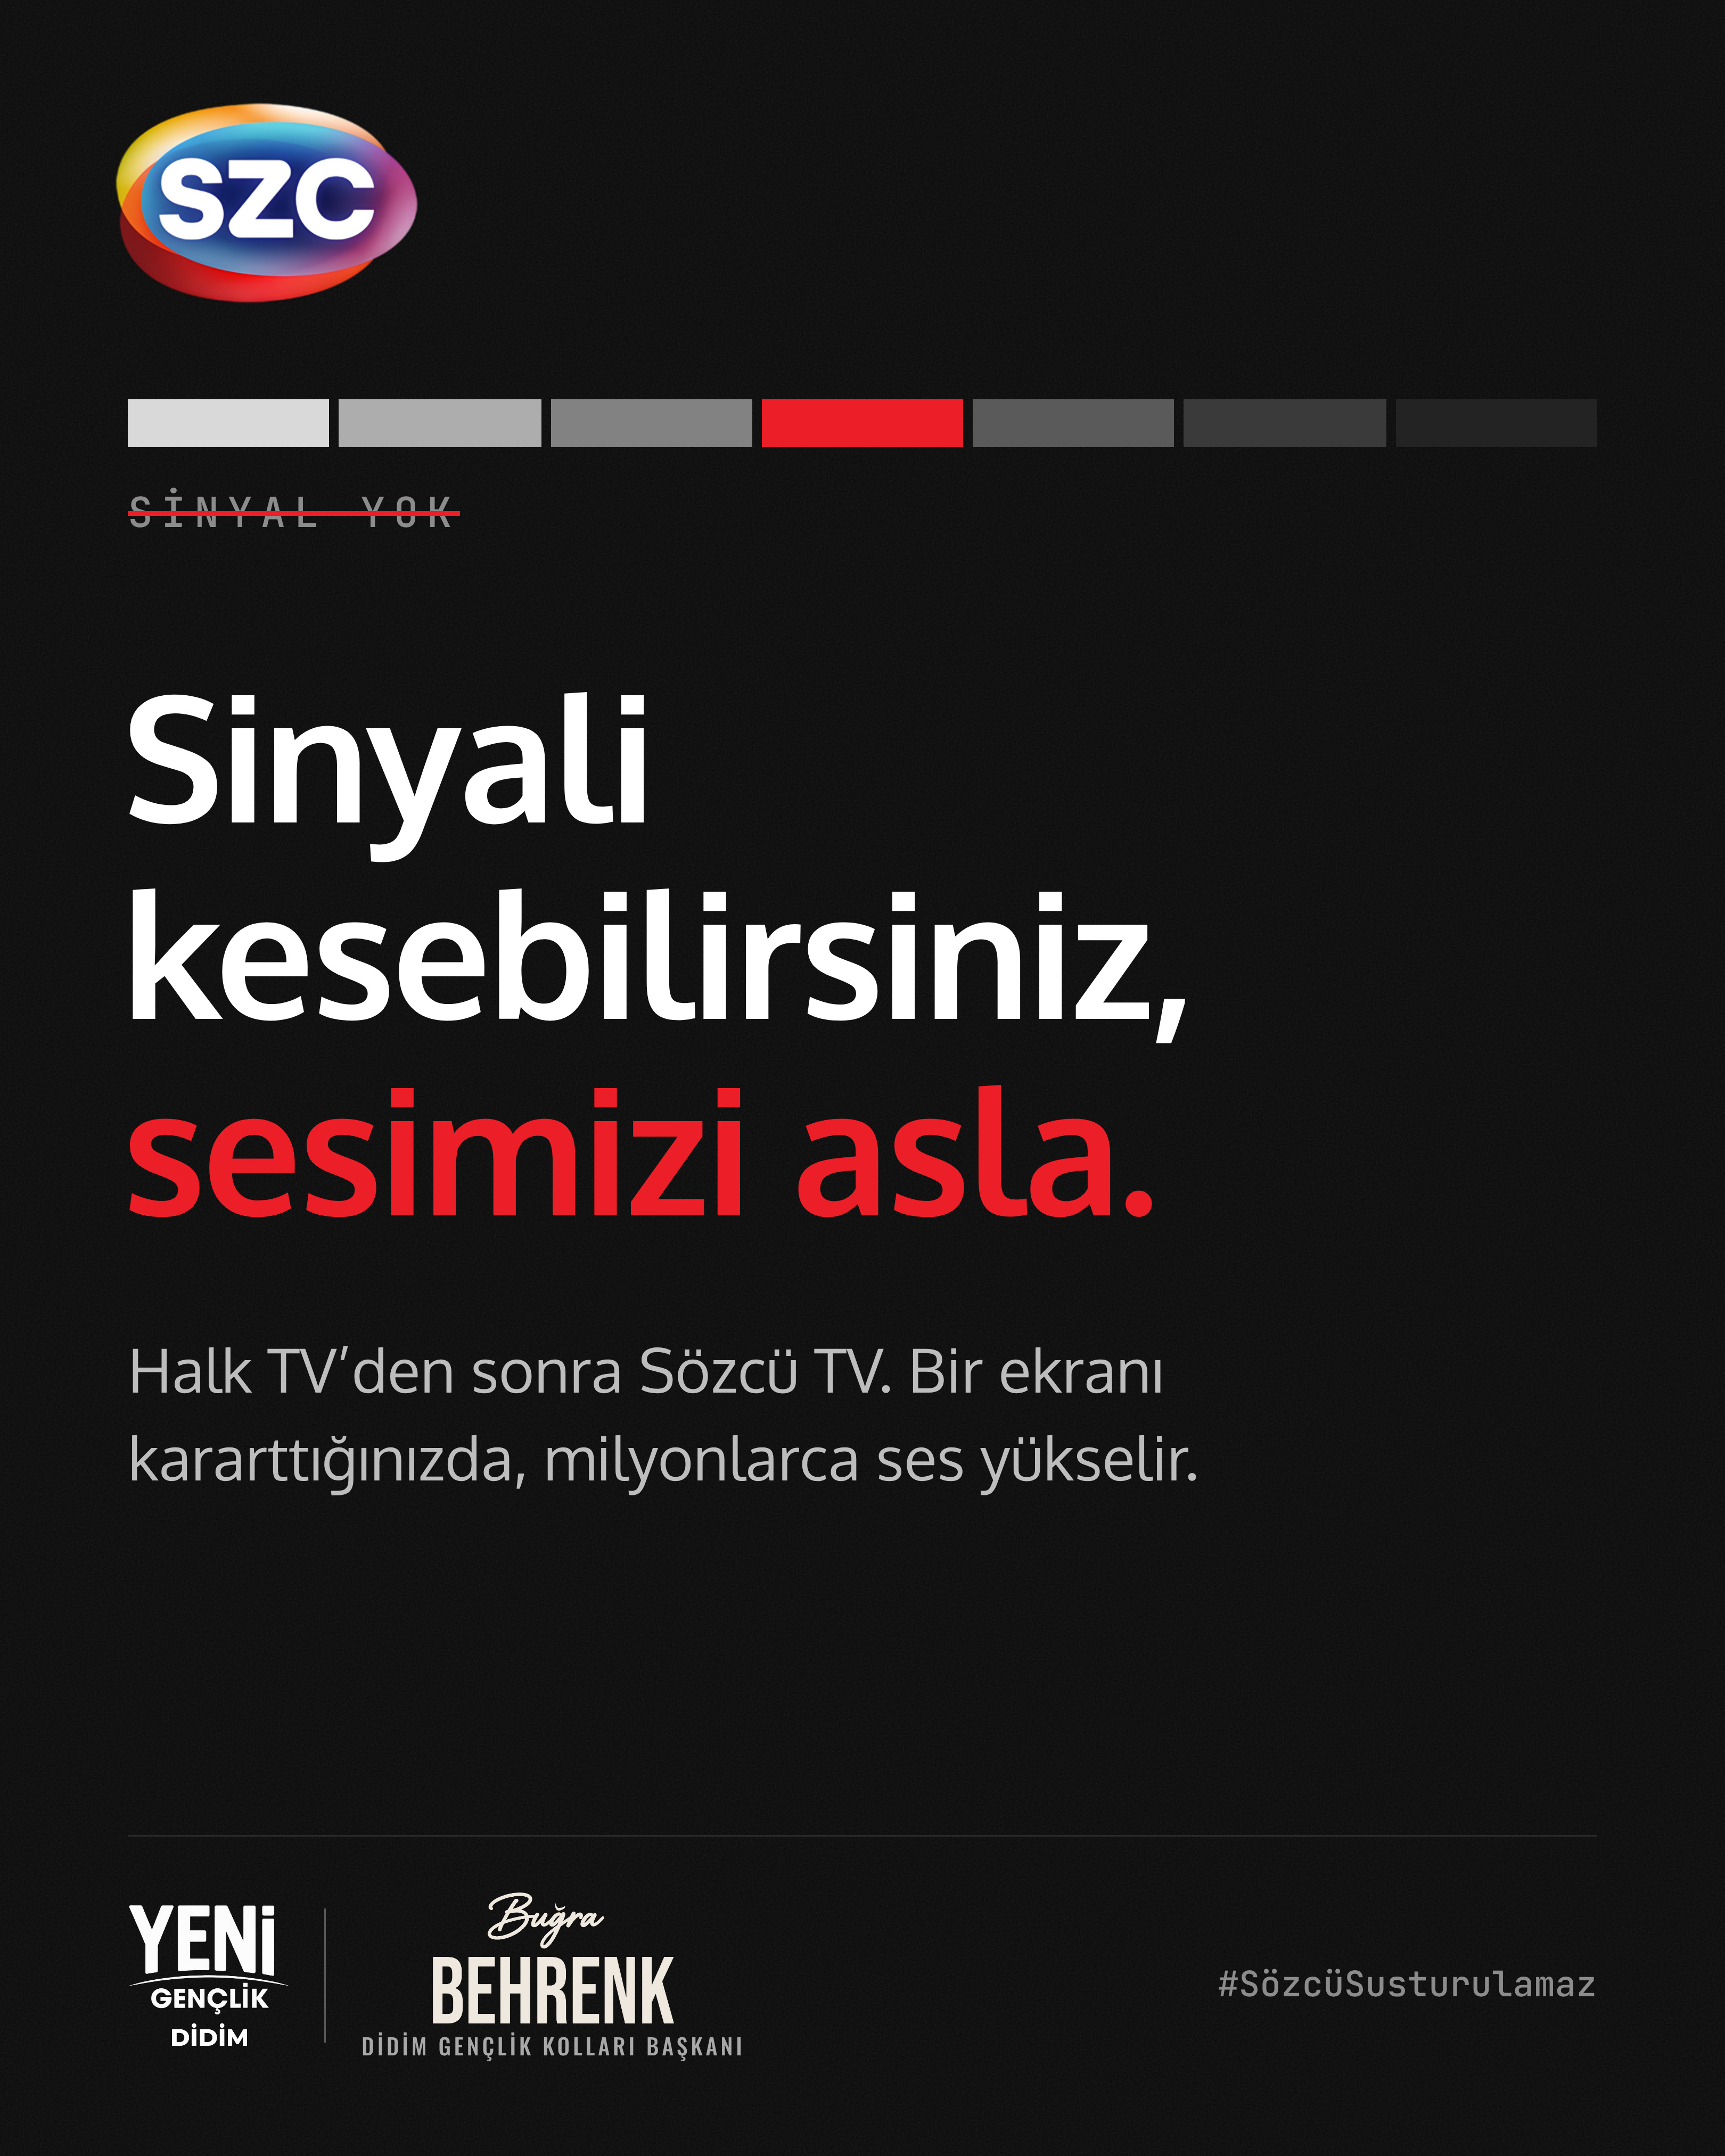 SZC
SİNYAL YOK
Sinyali
kesebilirsiniz,
sesimizi asla.
Halk TV'den sonra Sözcü TV. Bir ekranı
kararttığınızda, milyonlarca ses yükselir.
YENİ
GENÇLİK
DİDİM
Buğra
BEHRENK
DİDİM GENÇLİK KOLLARI BAŞKANI
#SözcüSusturulamaz